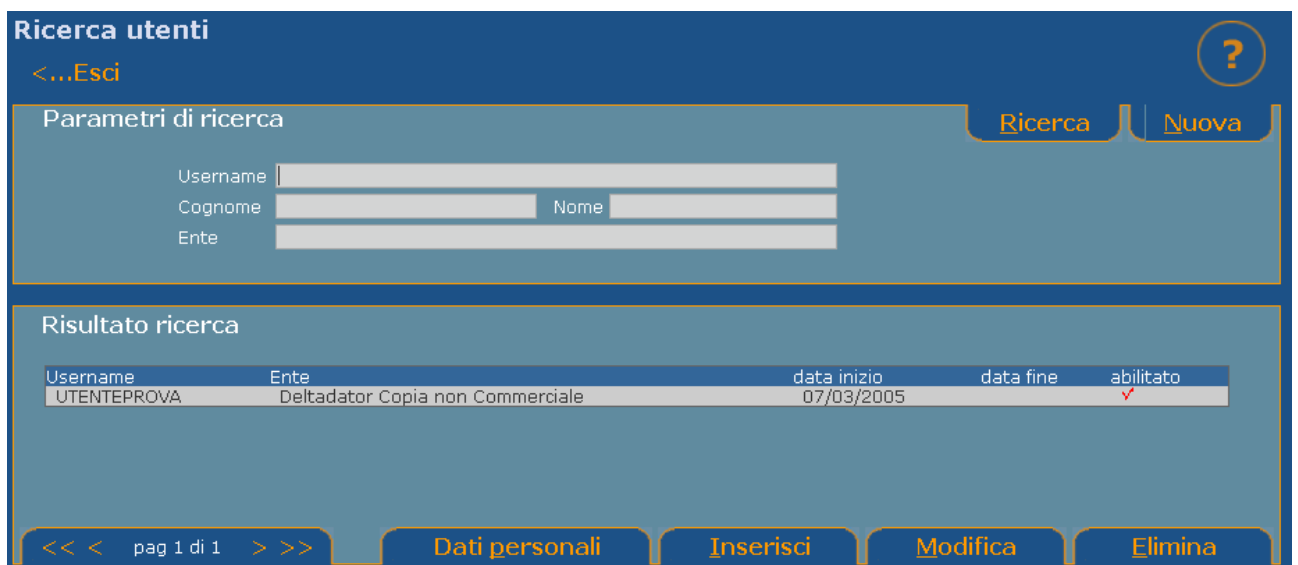 Ricerca utenti
?
<...Esci
Parametri di ricerca Ricerca Nuova
Username
Cognome Nome
Ente
Risultato ricerca
Username Ente data inizio data fine abilitato
UTENTEPROVA Deltadator Copia non Commerciale 07/03/2005
<< < pag 1 di 1 > >> Dati personali Inserisci Modifica Elimina